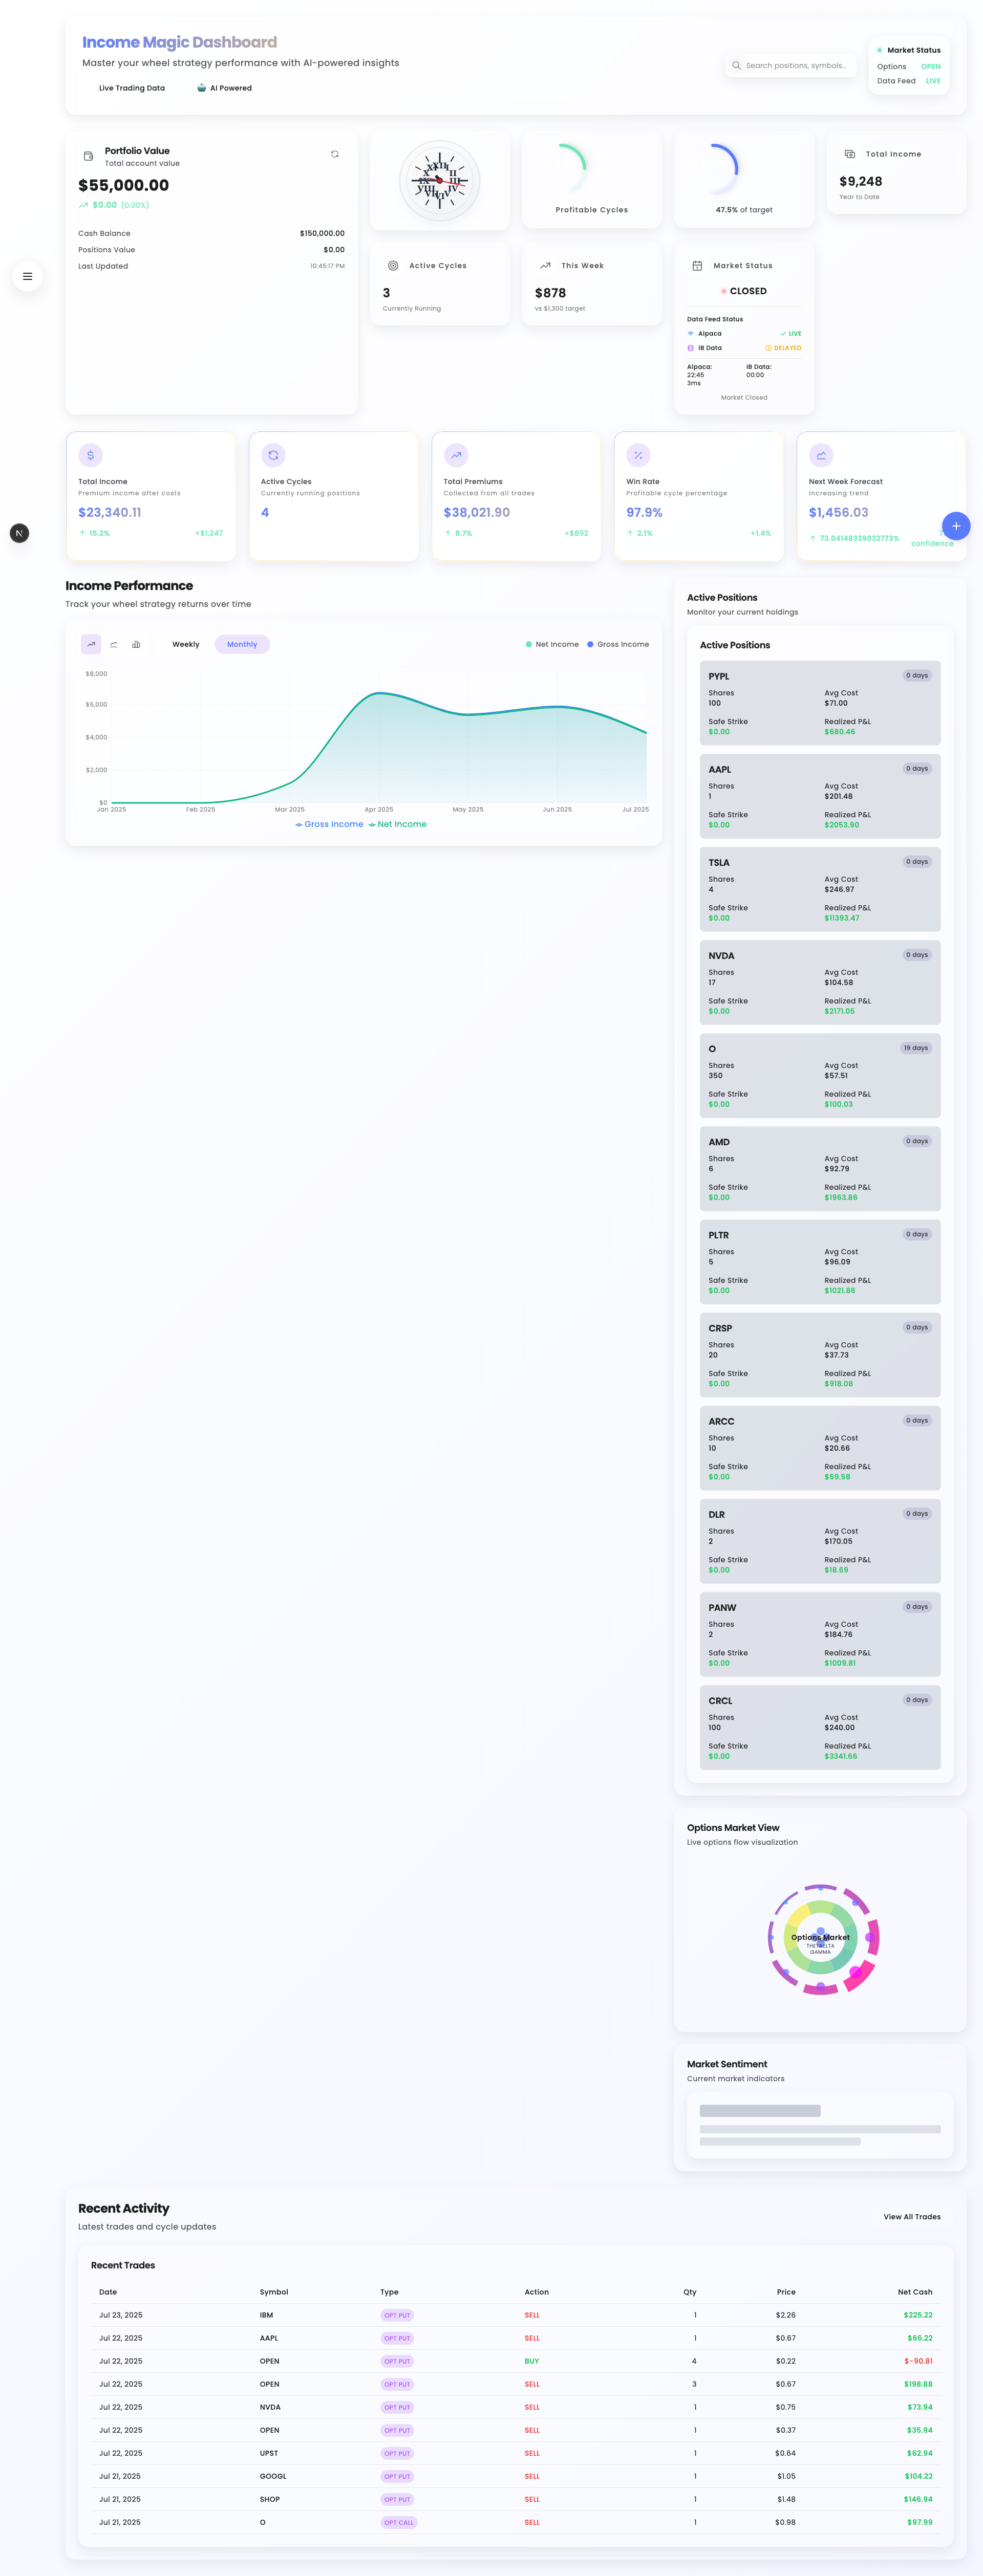 Income Magic Dashboard
Master your wheel strategy performance with AI-powered insights
Live Trading Data
AI Powered
Search positions, symbols...
Market Status
Options OPEN
Data Feed LIVE
Portfolio Value
Total account value
$55,000.00
$0.00 (0.00%)
Cash Balance $150,000.00
Positions Value $0.00
Last Updated 10:45:17 PM
Profitable Cycles
47.5% of target
Total Income
$9,248
Year to Date
Active Cycles
3
Currently Running
This Week
$878
vs $1,300 target
Market Status
CLOSED
Data Feed Status
Alpaca LIVE
IB Data DELAYED
Alpaca: IB Data:
22:45 00:00
3ms
Market Closed
N
Total Income
Premium income after costs
$23,340.11
15.2% +$1,247
Active Cycles
Currently running positions
4
Total Premiums
Collected from all trades
$38,021.90
8.7% +$892
Win Rate
Profitable cycle percentage
97.9%
2.1% +1.4%
Next Week Forecast
increasing trend
$1,456.03
73.04148339032773%
confidence
Income Performance
Track your wheel strategy returns over time
Weekly Monthly
Net Income Gross Income
$8,000
$6,000
$4,000
$2,000
$0
Jan 2025 Feb 2025 Mar 2025 Apr 2025 May 2025 Jun 2025 Jul 2025
Gross Income Net Income
Active Positions
Monitor your current holdings
Active Positions
PYPL 0 days
Shares Avg Cost
100 $71.00
Safe Strike Realized P&L
$0.00 $680.46
AAPL 0 days
Shares Avg Cost
1 $201.48
Safe Strike Realized P&L
$0.00 $2053.90
TSLA 0 days
Shares Avg Cost
4 $246.97
Safe Strike Realized P&L
$0.00 $11393.47
NVDA 0 days
Shares Avg Cost
17 $104.58
Safe Strike Realized P&L
$0.00 $2171.05
O 19 days
Shares Avg Cost
350 $57.51
Safe Strike Realized P&L
$0.00 $100.03
AMD 0 days
Shares Avg Cost
6 $92.79
Safe Strike Realized P&L
$0.00 $1963.86
PLTR 0 days
Shares Avg Cost
5 $96.09
Safe Strike Realized P&L
$0.00 $1021.86
CRSP 0 days
Shares Avg Cost
20 $37.73
Safe Strike Realized P&L
$0.00 $918.08
ARCC 0 days
Shares Avg Cost
10 $20.66
Safe Strike Realized P&L
$0.00 $59.58
DLR 0 days
Shares Avg Cost
2 $170.05
Safe Strike Realized P&L
$0.00 $18.69
PANW 0 days
Shares Avg Cost
2 $184.76
Safe Strike Realized P&L
$0.00 $1009.81
CRCL 0 days
Shares Avg Cost
100 $240.00
Safe Strike Realized P&L
$0.00 $3341.66
Options Market View
Live options flow visualization
Options Market
GAMMA
Market Sentiment
Current market indicators
Recent Activity
Latest trades and cycle updates
View All Trades
Recent Trades
Date Symbol Type Action Qty Price Net Cash
Jul 23, 2025 IBM OPT PUT SELL 1 $2.26 $225.22
Jul 22, 2025 AAPL OPT PUT SELL 1 $0.67 $66.22
Jul 22, 2025 OPEN OPT PUT BUY 4 $0.22 $-90.81
Jul 22, 2025 OPEN OPT PUT SELL 3 $0.67 $198.88
Jul 22, 2025 NVDA OPT PUT SELL 1 $0.75 $73.94
Jul 22, 2025 OPEN OPT PUT SELL 1 $0.37 $35.94
Jul 22, 2025 UPST OPT PUT SELL 1 $0.64 $62.94
Jul 21, 2025 GOOGL OPT PUT SELL 1 $1.05 $104.22
Jul 21, 2025 SHOP OPT PUT SELL 1 $1.48 $146.94
Jul 21, 2025 O OPT CALL SELL 1 $0.98 $97.99